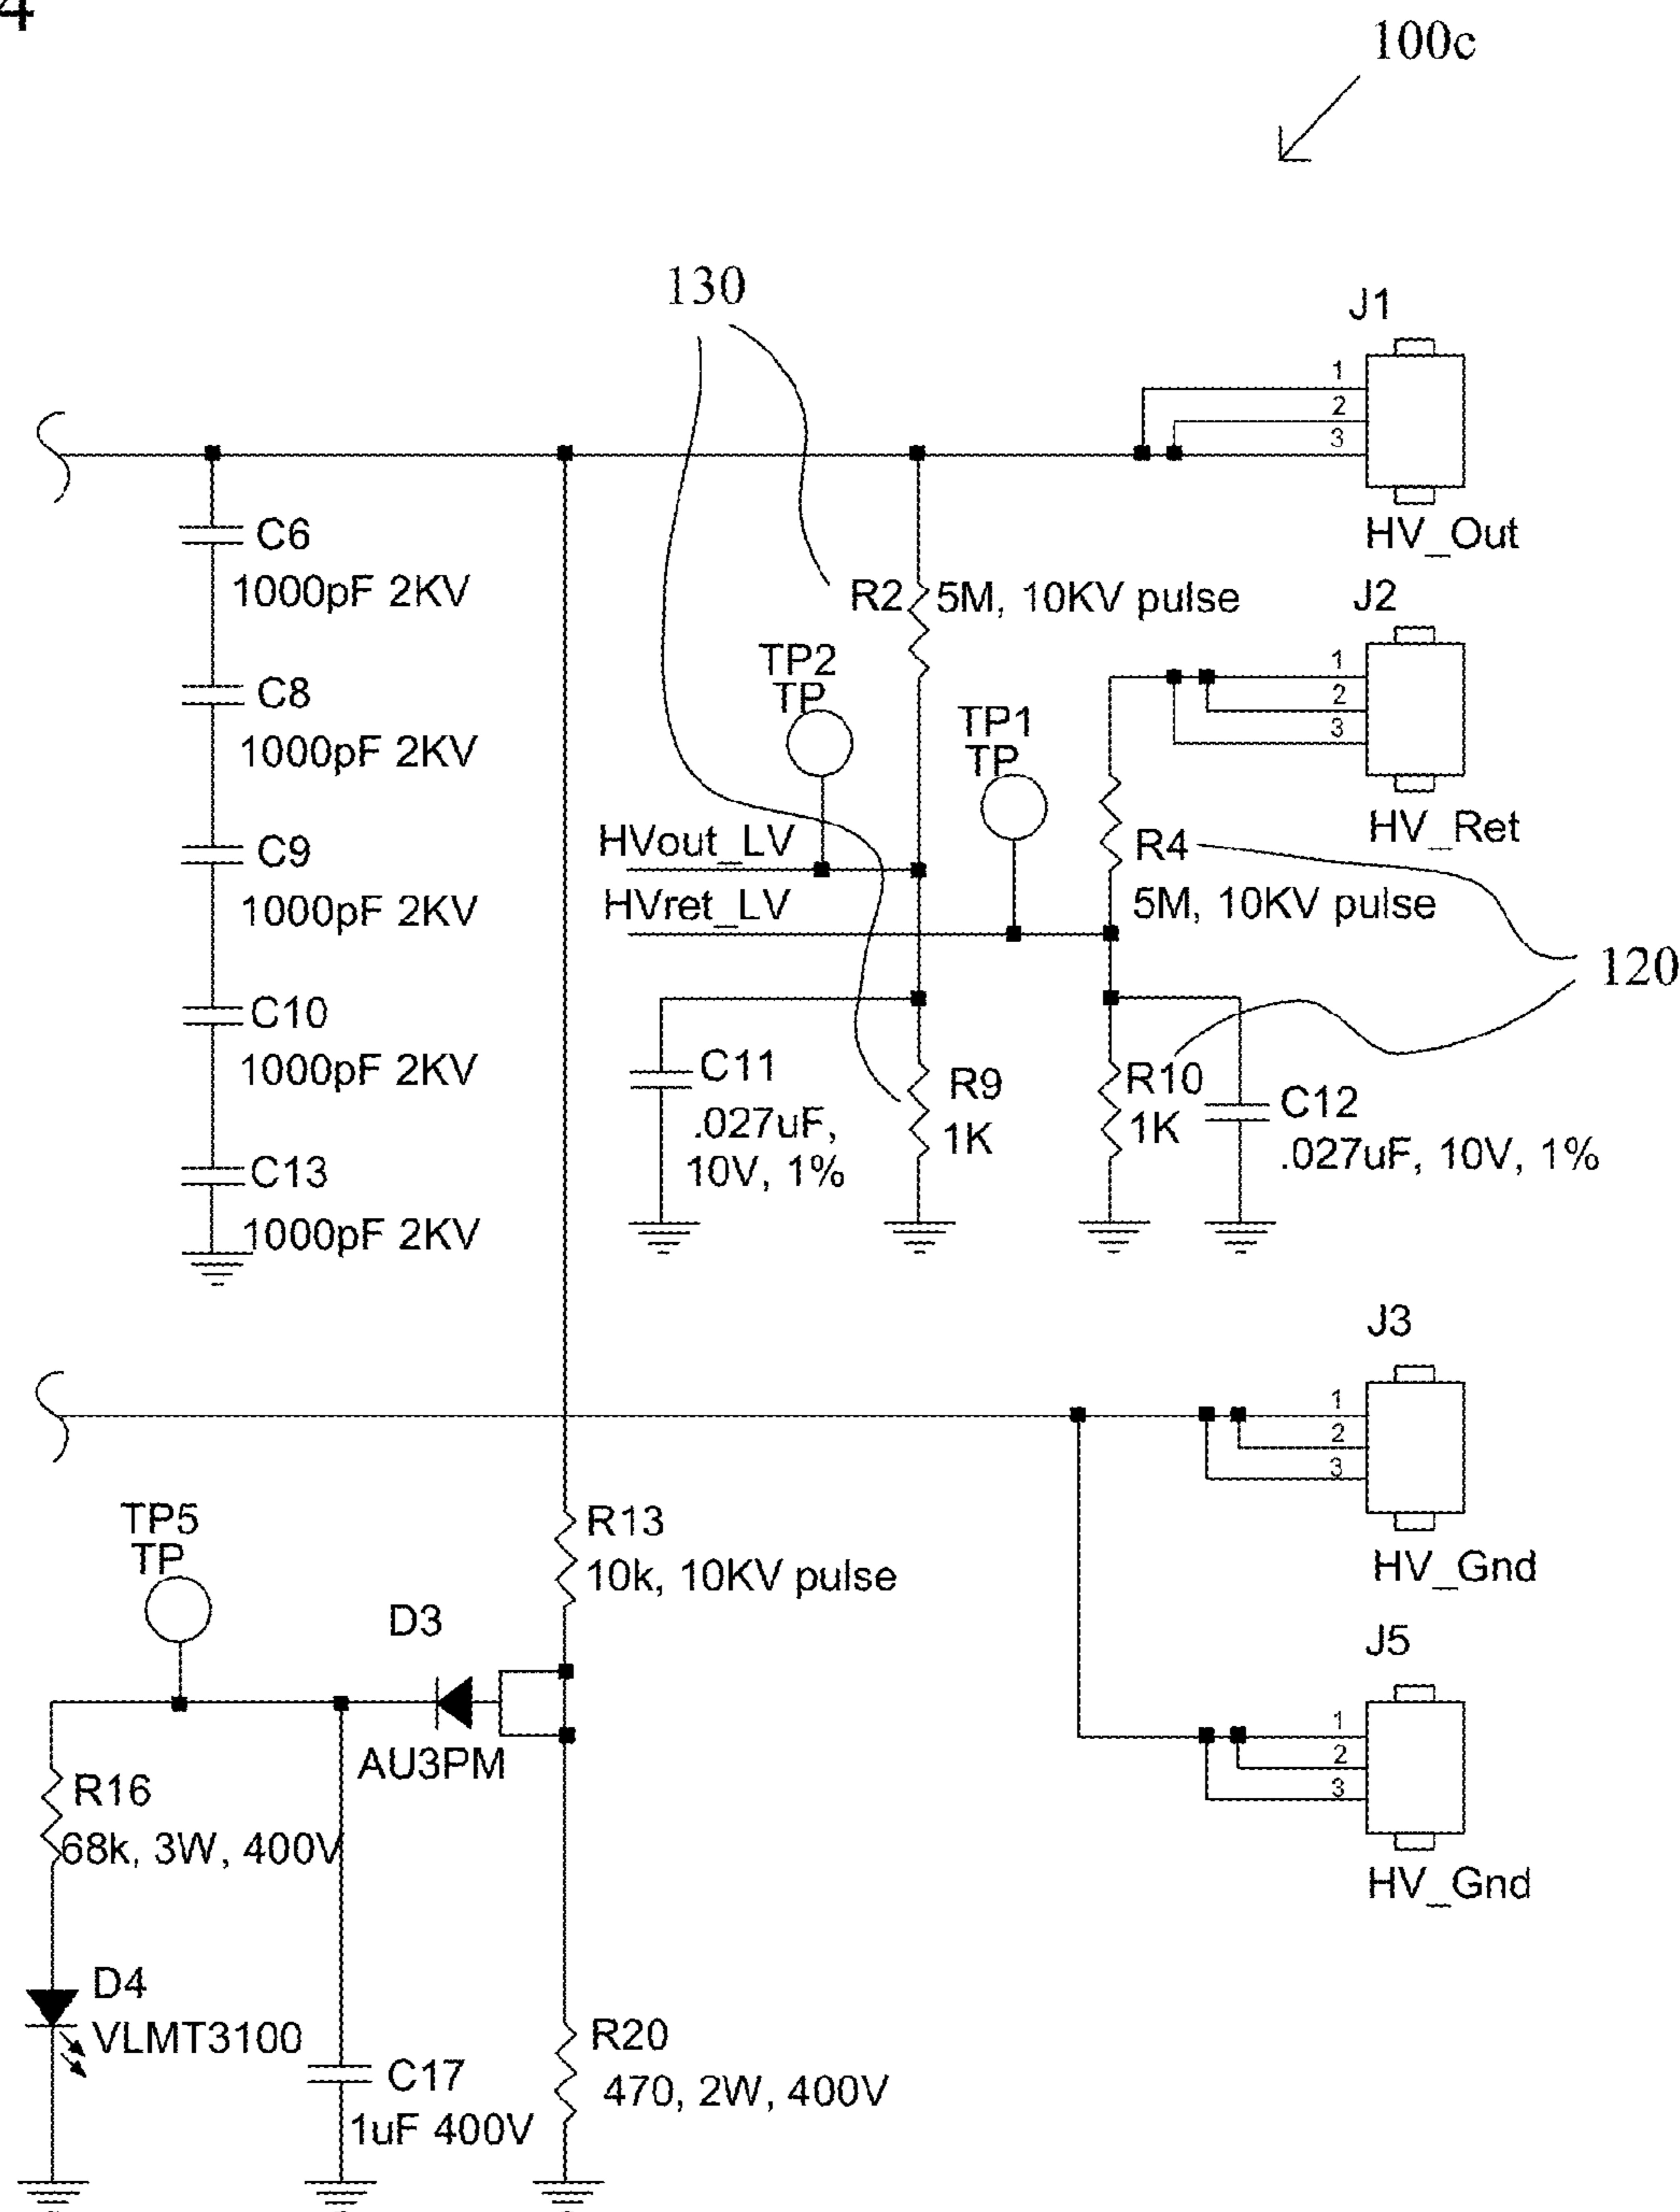 4
100c
130
J1
1
2
3
HV_Out
C6
1000pF 2KV
R2
5M, 10KV pulse
J2
1
2
3
HV_Ret
TP2
TP
C8
1000pF 2KV
TP1
TP
HVout_LV
R4
5M, 10KV pulse
C9
1000pF 2KV
HVret_LV
120
C10
1000pF 2KV
C11
.027uF,
10V, 1%
R9
1K
R10
1K
C12
.027uF, 10V, 1%
C13
1000pF 2KV
J3
1
2
3
HV_Gnd
TP5
TP
R13
10k, 10KV pulse
D3
AU3PM
J5
1
2
3
HV_Gnd
R16
68k, 3W, 400V
D4
VLMT3100
C17
1uF 400V
R20
470, 2W, 400V